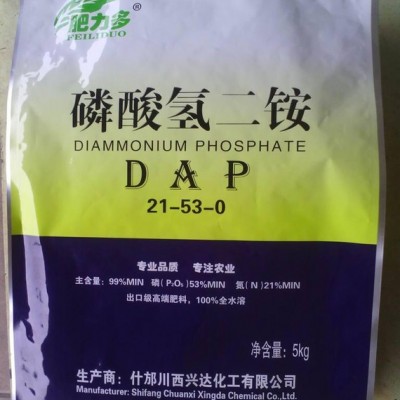 肥力多®
FEILIDUO
磷酸氢二铵
DIAMMONIUM PHOSPHATE
DAP
21-53-0
专业品质 专注农业
主含量：99%MIN 磷(P₂O₅)53%MIN 氮(N)21%MIN
出口级高端肥料，100%全水溶
净含量：5kg
生产商：什邡川西兴达化工有限公司
Manufacturer: Shifang Chuanxi Xingda Chemical Co.,Ltd.